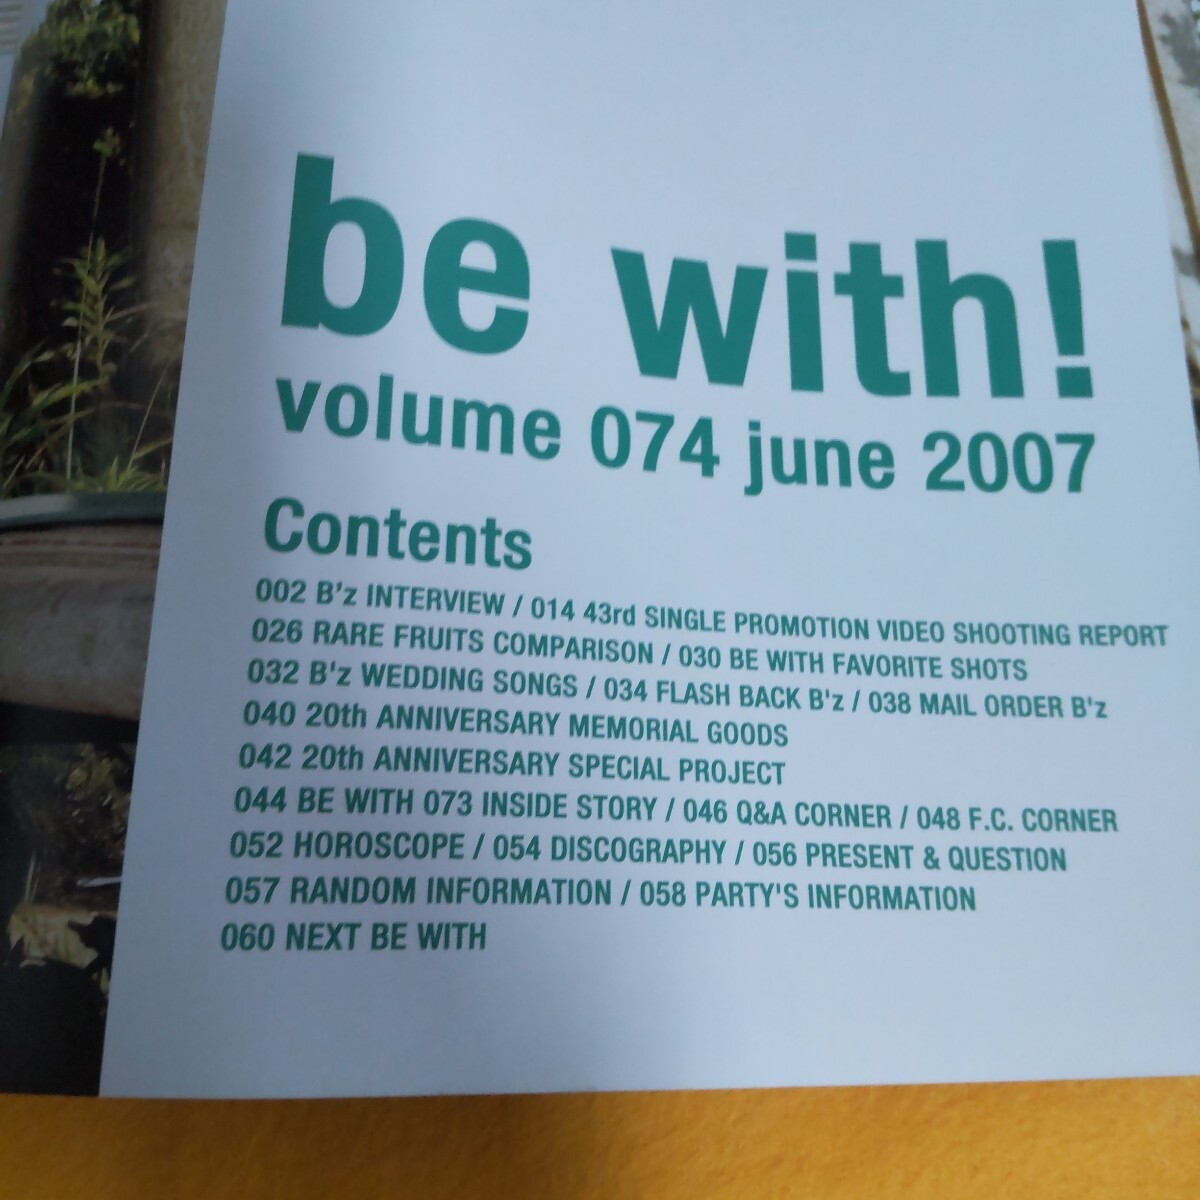 be with!
volume 074 june 2007
Contents
002 B'z INTERVIEW / 014 43rd SINGLE PROMOTION VIDEO SHOOTING REPORT
026 RARE FRUITS COMPARISON / 030 BE WITH FAVORITE SHOTS
032 B'z WEDDING SONGS / 034 FLASH BACK B'z / 038 MAIL ORDER B'z
040 20th ANNIVERSARY MEMORIAL GOODS
042 20th ANNIVERSARY SPECIAL PROJECT
044 BE WITH 073 INSIDE STORY / 046 Q&A CORNER / 048 F.C. CORNER
052 HOROSCOPE / 054 DISCOGRAPHY / 056 PRESENT & QUESTION
057 RANDOM INFORMATION / 058 PARTY'S INFORMATION
060 NEXT BE WITH